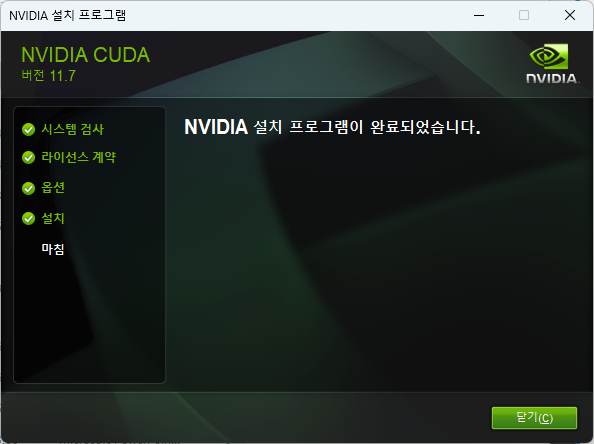 NVIDIA 설치 프로그램
NVIDIA CUDA
버전 11.7
NVIDIA.
시스템 검사
라이선스 계약
옵션
설치
마침
NVIDIA 설치 프로그램이 완료되었습니다.
닫기(C)